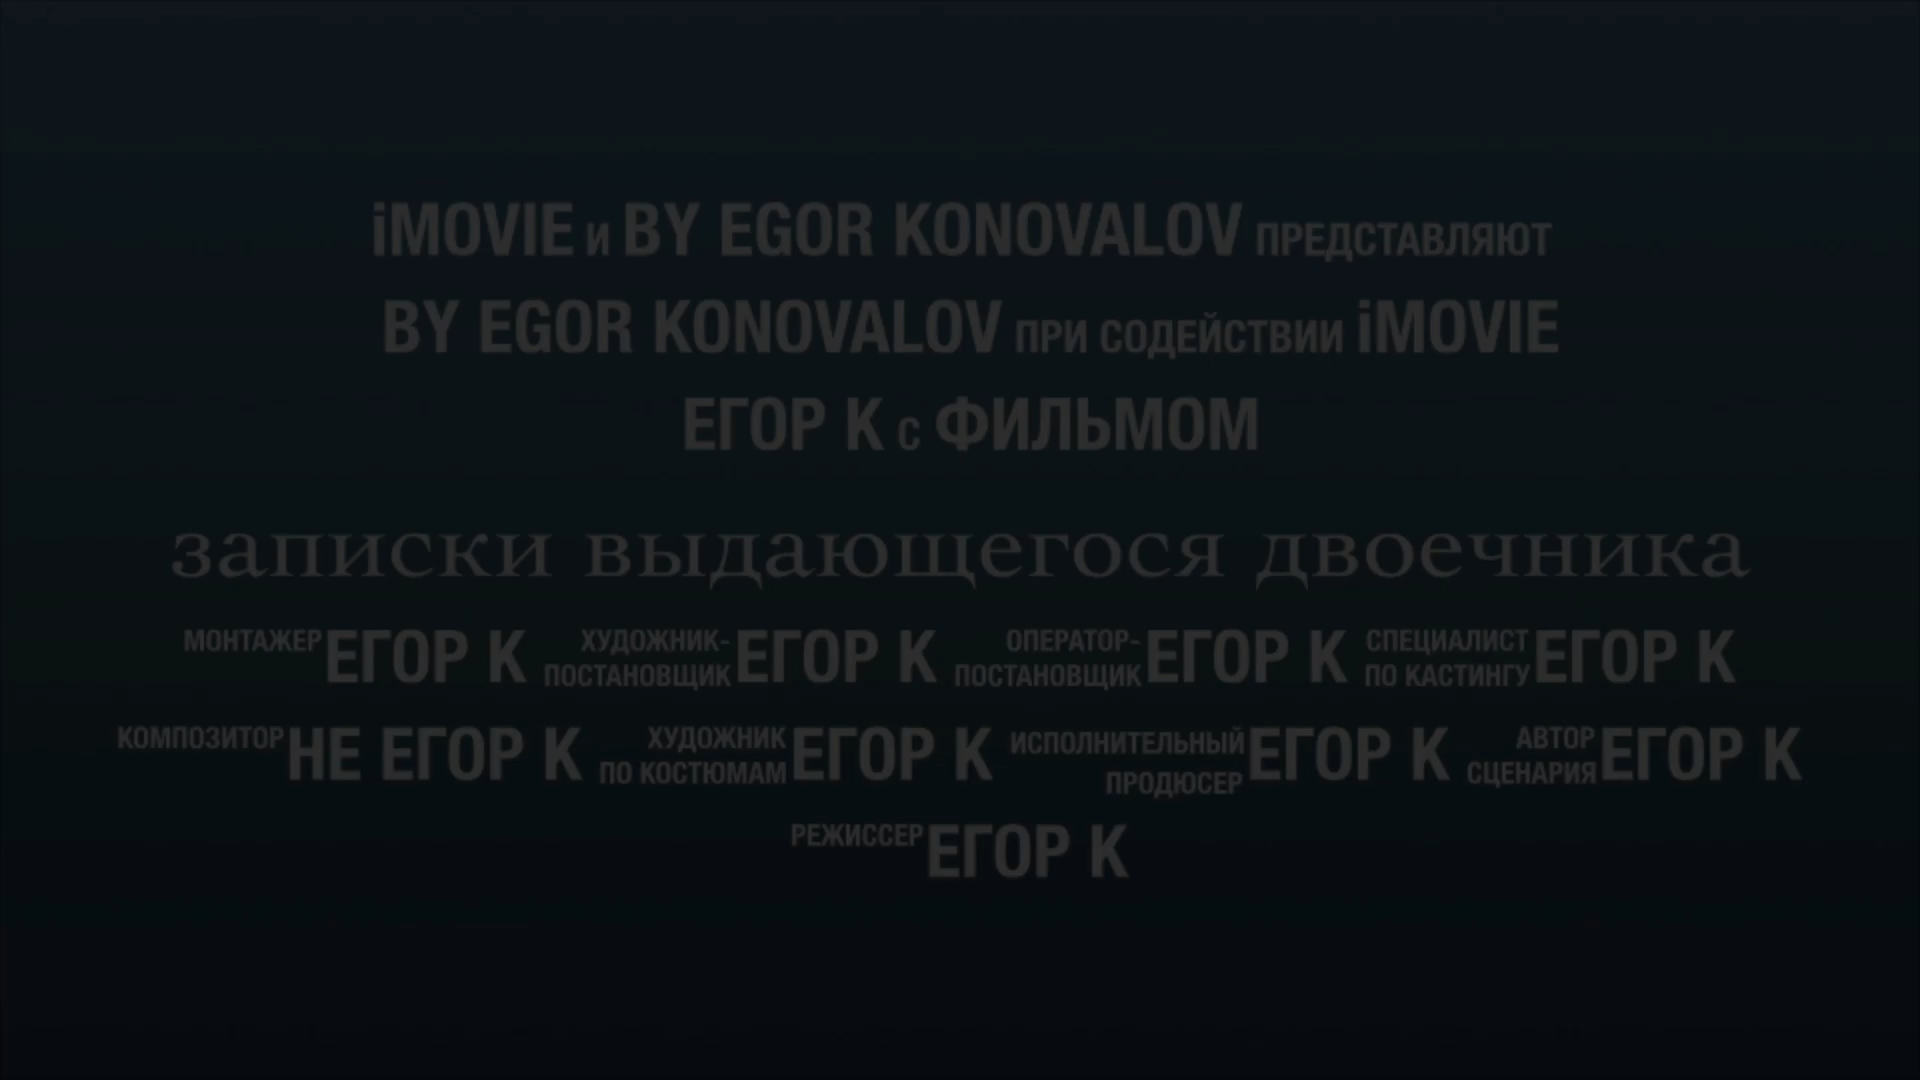 iMOVIE и BY EGOR KONOVALOV ПРЕДСТАВЛЯЮТ
BY EGOR KONOVALOV ПРИ СОДЕЙСТВИИ iMOVIE
ЕГОР К С ФИЛЬМОМ
записки выдающегося двоечника
МОНТАЖЕР ЕГОР К ХУДОЖНИК-ПОСТАНОВЩИК ЕГОР К ОПЕРАТОР-ПОСТАНОВЩИК ЕГОР К СПЕЦИАЛИСТ ПО КАСТИНГУ ЕГОР К
КОМПОЗИТОР НЕ ЕГОР К ХУДОЖНИК ПО КОСТЮМАМ ЕГОР К ИСПОЛНИТЕЛЬНЫЙ ПРОДЮСЕР ЕГОР К АВТОР СЦЕНАРИЯ ЕГОР К
РЕЖИССЕР ЕГОР К